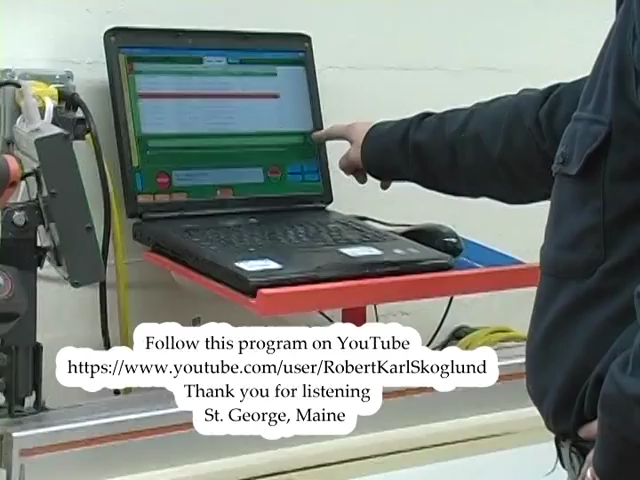 Follow this program on YouTube
https://www.youtube.com/user/RobertKarlSkoglund
Thank you for listening
St. George, Maine